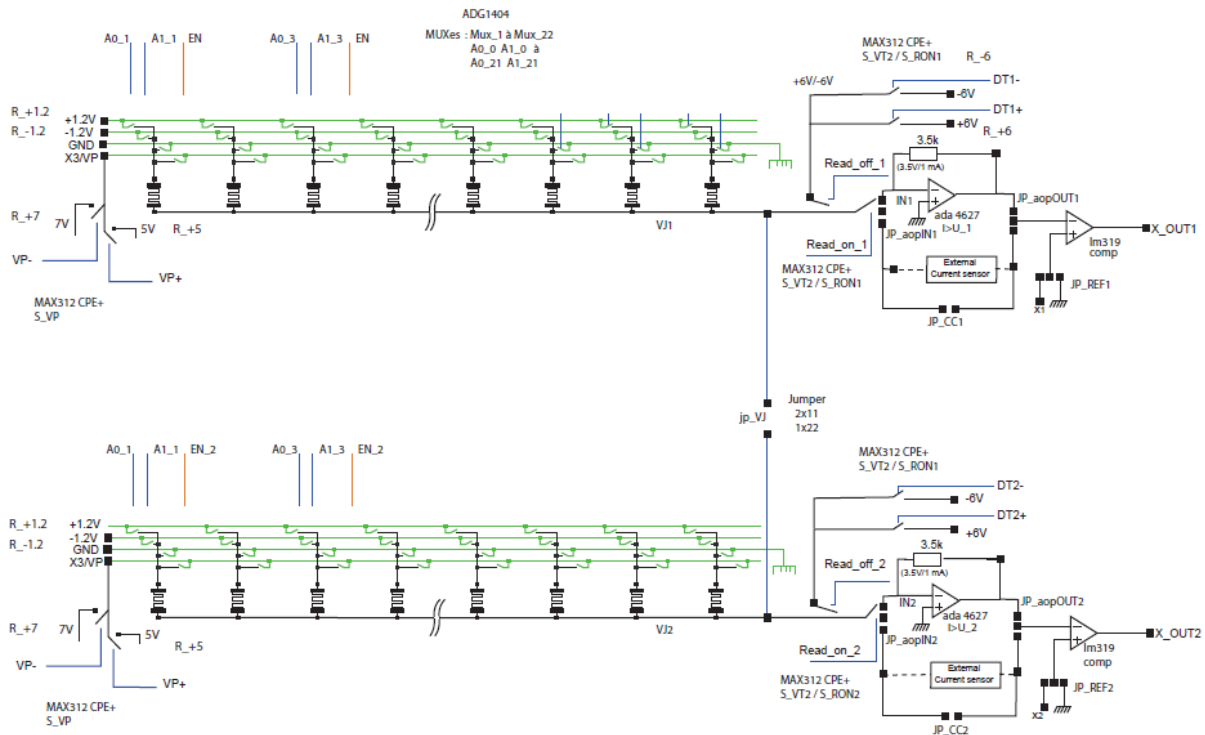 ADG1404
MUXes : Mux_1 à Mux_22
A0_0 A1_0 à
A0_21 A1_21
A0_1 A1_1 EN
A0_3 A1_3 EN
R_+1.2
+1.2V
R_-1.2
-1.2V
GND
X3/VP
R_+7
7V
5V
R_+5
VP-
VP+
MAX312 CPE+
S_VP
VJ1
MAX312 CPE+
S_VT2 / S_RON1
R_-6
+6V/-6V
DT1-
-6V
DT1+
+6V
R_+6
3.5k
(3.5V/1 mA)
Read_off_1
IN1
ada 4627
I>U_1
JP_aopOUT1
JP_aopIN1
Read_on_1
MAX312 CPE+
S_VT2 / S_RON1
External
Current sensor
lm319
comp
X_OUT1
JP_REF1
x1
JP_CC1
jp_VJ
Jumper
2x11
1x22
A0_1 A1_1 EN_2
A0_3 A1_3 EN_2
R_+1.2
+1.2V
R_-1.2
-1.2V
GND
X3/VP
R_+7
7V
5V
R_+5
VP-
VP+
MAX312 CPE+
S_VP
VJ2
MAX312 CPE+
S_VT2 / S_RON1
DT2-
-6V
DT2+
+6V
3.5k
(3.5V/1 mA)
Read_off_2
IN2
ada 4627
I>U_2
JP_aopOUT2
JP_aopIN2
Read_on_2
MAX312 CPE+
S_VT2 / S_RON2
External
Current sensor
lm319
comp
X_OUT2
JP_REF2
x2
JP_CC2